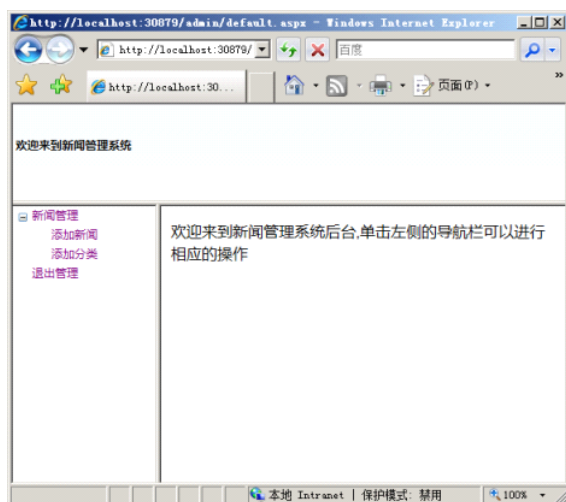 http://localhost:30879/admin/default.aspx - Windows Internet Explorer
http://localhost:30879/
百度
http://localhost:30...
页面(P)
»
欢迎来到新闻管理系统
新闻管理
添加新闻
添加分类
退出管理
欢迎来到新闻管理系统后台,单击左侧的导航栏可以进行
相应的操作
本地 Intranet | 保护模式: 禁用
100%